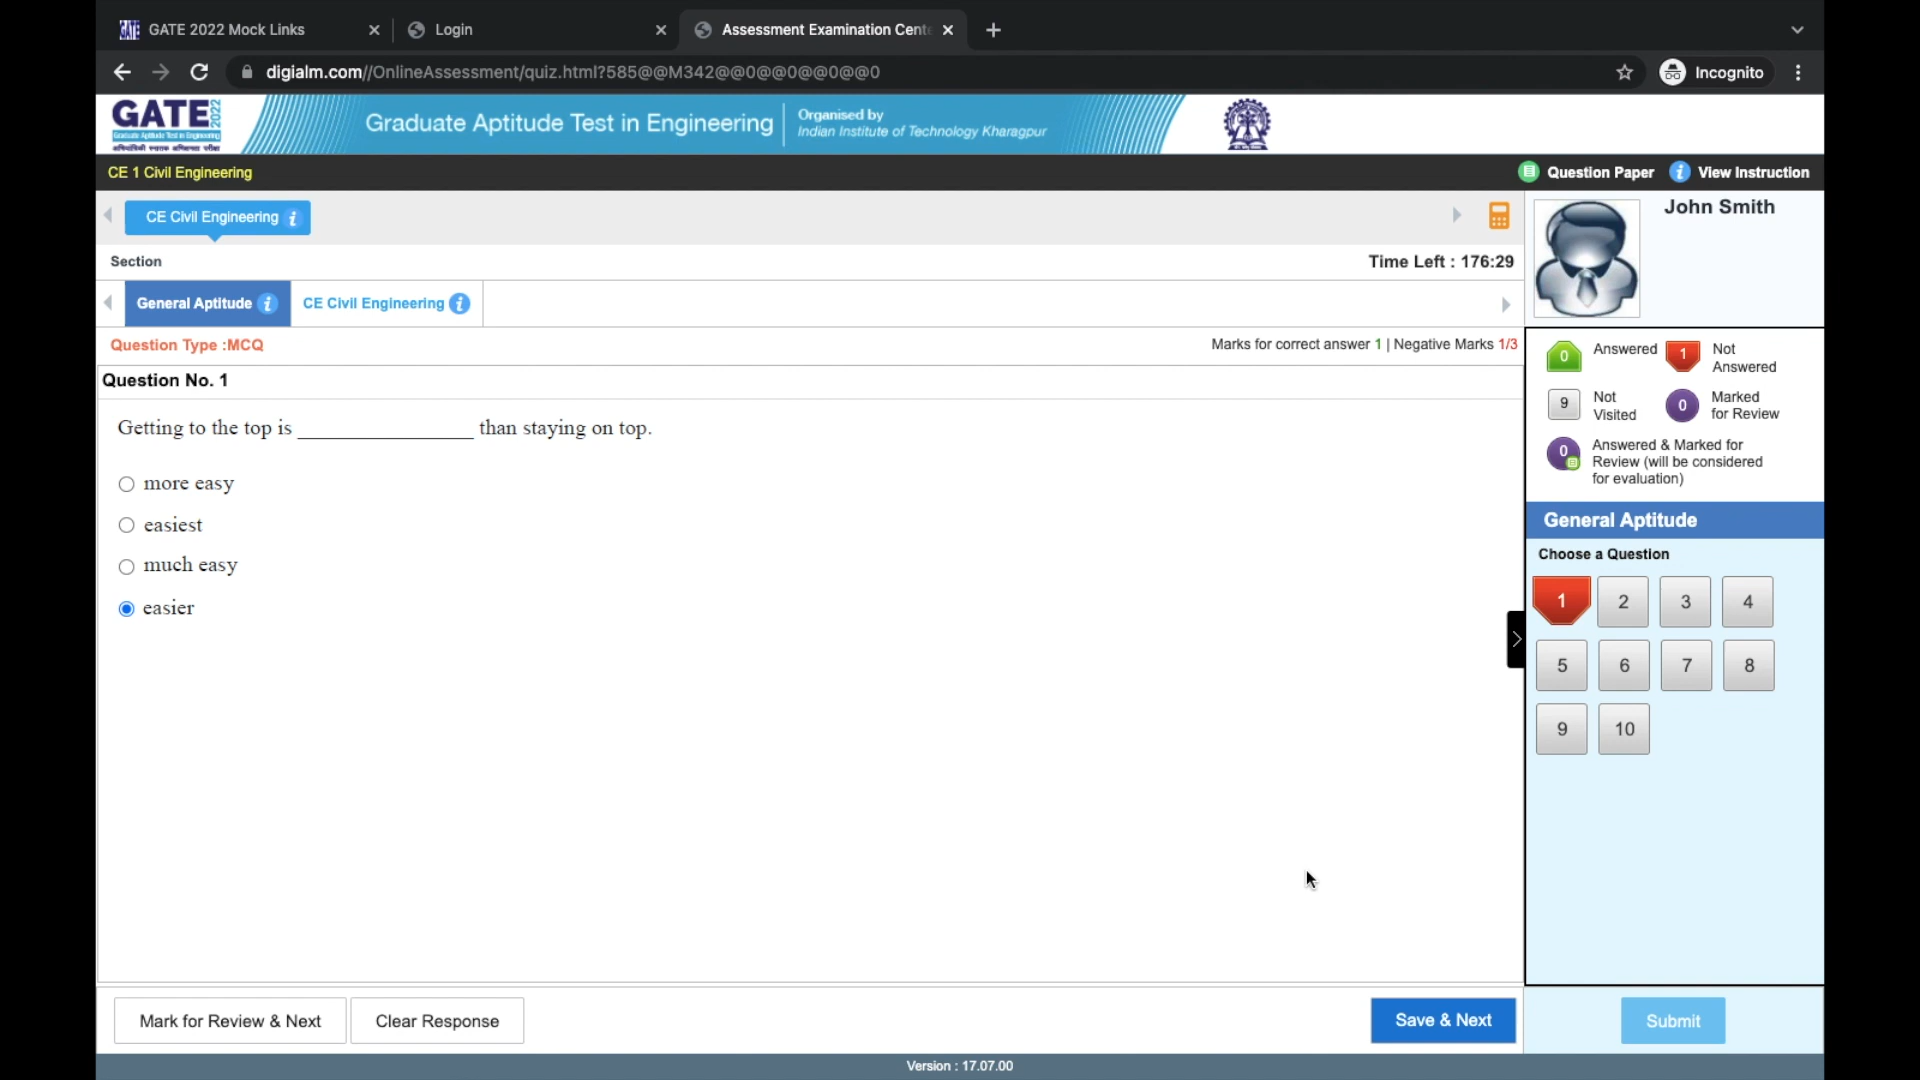 GATE 2022 Mock Links
Login
Assessment Examination Cent
digialm.com//OnlineAssessment/quiz.html?585@@M342@@0@@0@@0@@0
Incognito
GATE 2022
Graduate Aptitude Test in Engineering
Graduate Aptitude Test in Engineering
Organised by
Indian Institute of Technology Kharagpur
CE 1 Civil Engineering
Question Paper
View Instruction
CE Civil Engineering
John Smith
Section
Time Left : 176:29
General Aptitude
CE Civil Engineering
Question Type :MCQ
Marks for correct answer 1 | Negative Marks 1/3
Question No. 1
Getting to the top is ________________ than staying on top.
more easy
easiest
much easy
easier
0 Answered
1 Not Answered
9 Not Visited
0 Marked for Review
0 Answered & Marked for
Review (will be considered
for evaluation)
General Aptitude
Choose a Question
1 2 3 4
5 6 7 8
9 10
Mark for Review & Next
Clear Response
Save & Next
Submit
Version : 17.07.00